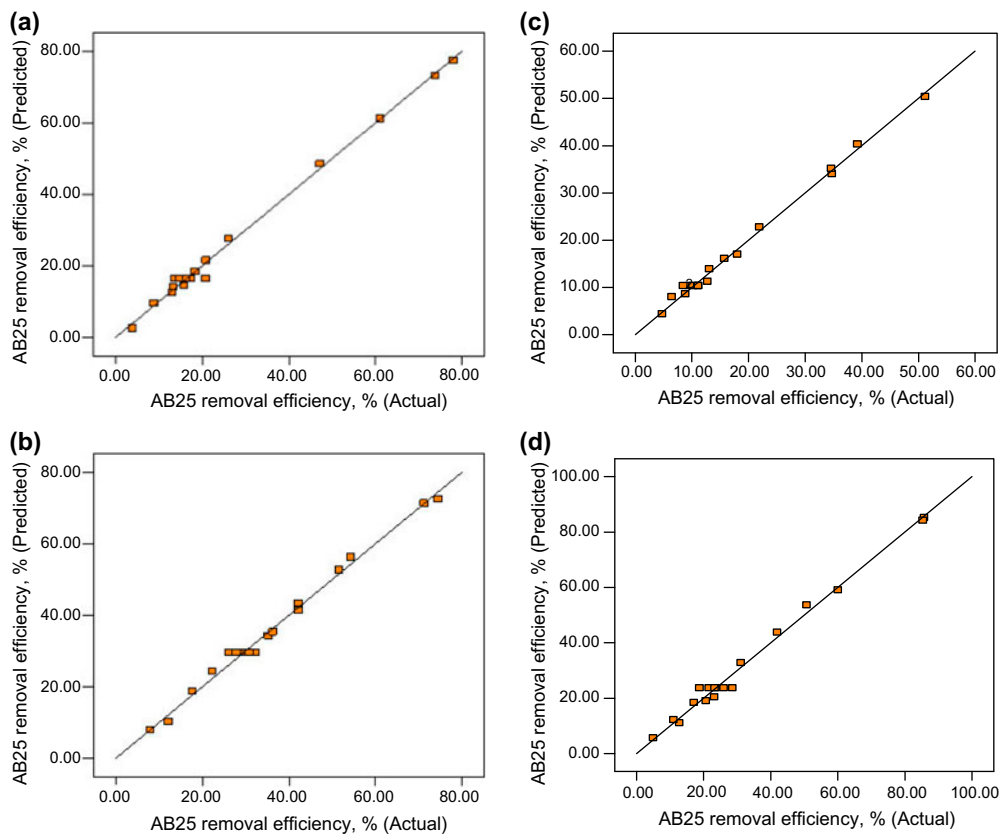 (a)
AB25 removal efficiency, % (Predicted)
80.00
60.00
40.00
20.00
0.00
0.00 20.00 40.00 60.00 80.00
AB25 removal efficiency, % (Actual)
(c)
AB25 removal efficiency, % (Predicted)
60.00
50.00
40.00
30.00
20.00
10.00
0.00
0.00 10.00 20.00 30.00 40.00 50.00 60.00
AB25 removal efficiency, % (Actual)
(b)
AB25 removal efficiency, % (Predicted)
80.00
60.00
40.00
20.00
0.00
0.00 20.00 40.00 60.00 80.00
AB25 removal efficiency, % (Actual)
(d)
AB25 removal efficiency, % (Predicted)
100.00
80.00
60.00
40.00
20.00
0.00
0.00 20.00 40.00 60.00 80.00 100.00
AB25 removal efficiency, % (Actual)